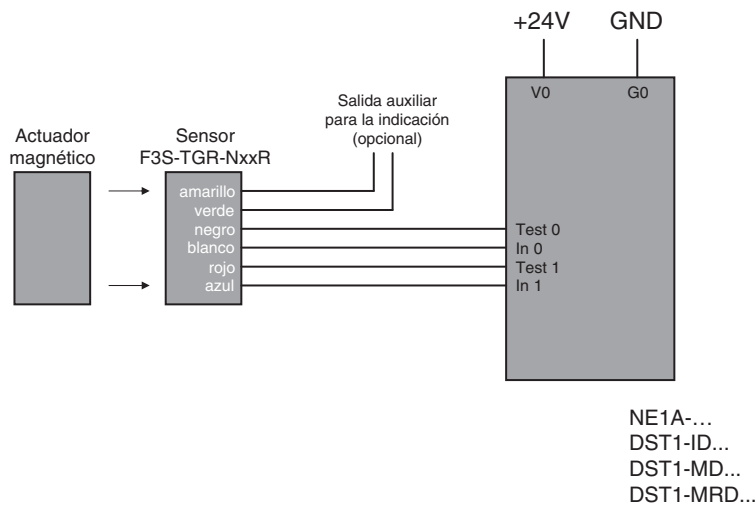 +24V GND
V0 G0
Salida auxiliar
para la indicación
(opcional)
Actuador
magnético
Sensor
F3S-TGR-NxxR
amarillo
verde
negro
blanco
rojo
azul
Test 0
In 0
Test 1
In 1
NE1A-...
DST1-ID...
DST1-MD...
DST1-MRD...